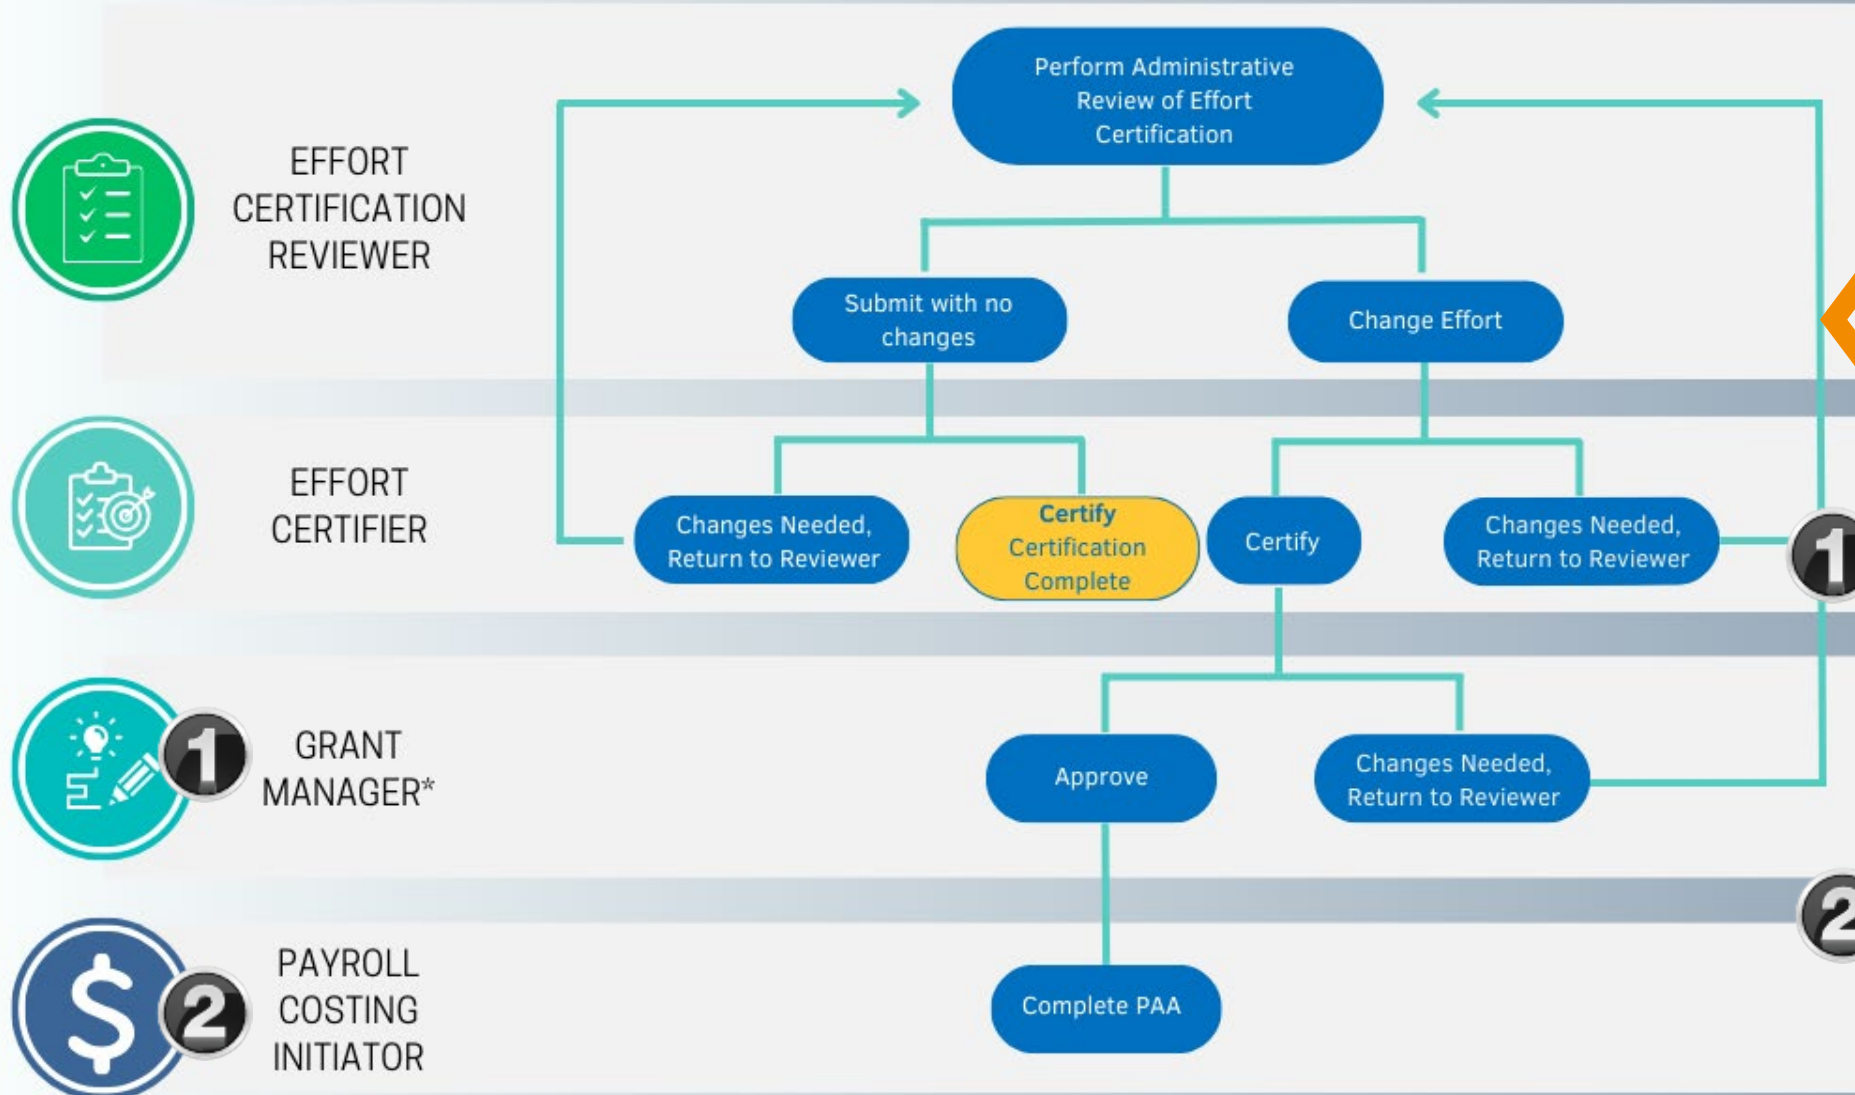 Perform Administrative
Review of Effort
Certification
EFFORT
CERTIFICATION
REVIEWER
Submit with no
changes
Change Effort
EFFORT
CERTIFIER
Changes Needed,
Return to Reviewer
Certify
Certification
Complete
Certify
Changes Needed,
Return to Reviewer
1
1
GRANT
MANAGER*
Approve
Changes Needed,
Return to Reviewer
2
$
2
PAYROLL
COSTING
INITIATOR
Complete PAA